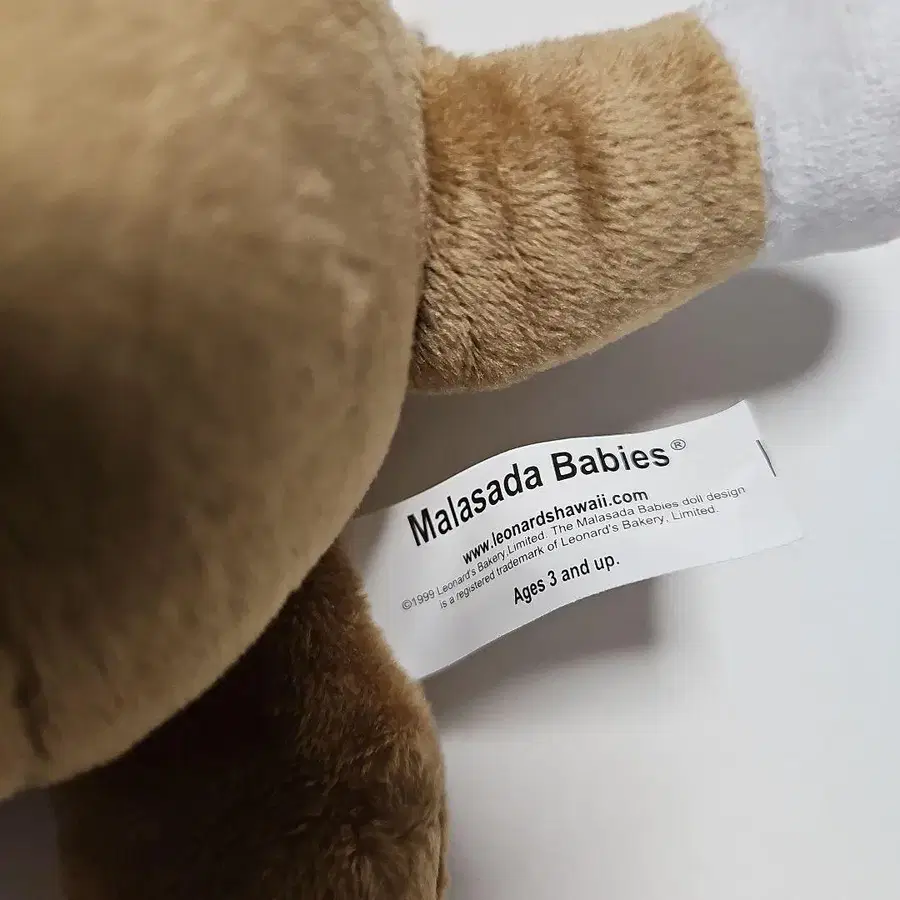 Malasada Babies®
www.leonardshawaii.com
©1999 Leonard's Bakery,Limited. The Malasada Babies doll design
is a registered trademark of Leonard's Bakery, Limited.
Ages 3 and up.